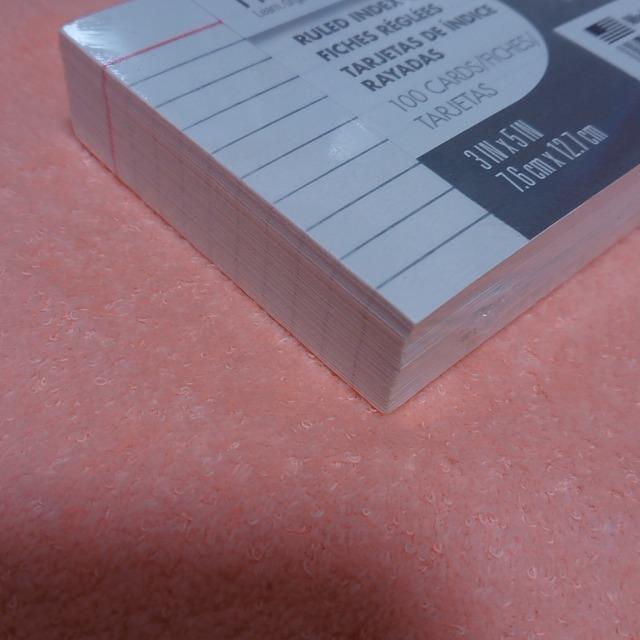 RULED INDEX
FICHES RÉGLÉES
TARJETAS DE ÍNDICE
RAYADAS
100 CARDS/FICHES/
TARJETAS
3 IN x 5 IN
7.6 cm x 12.7 cm